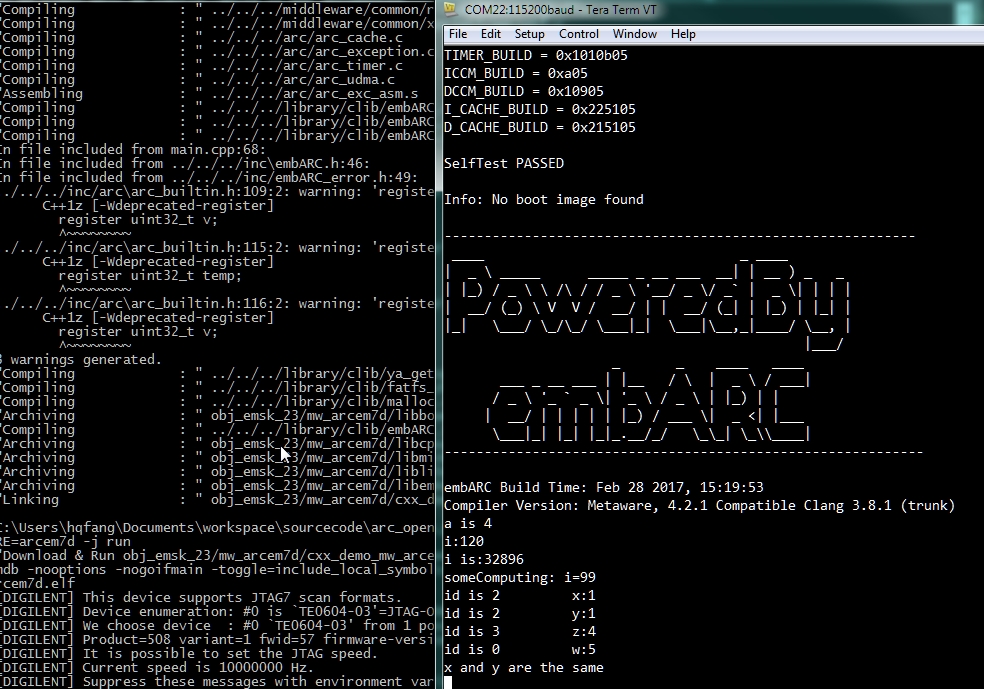 "Compiling : " ../../../middleware/common/r
"Compiling : " ../../../middleware/common/x
"Compiling : " ../../../arc/arc_cache.c
"Compiling : " ../../../arc/arc_exception.c
"Compiling : " ../../../arc/arc_timer.c
"Compiling : " ../../../arc/arc_udma.c
"Assembling : " ../../../arc/arc_exc_asm.s
"Compiling : " ../../../library/clib/embARC
"Compiling : " ../../../library/clib/embARC
"Compiling : " ../../../library/clib/embARC
In file included from main.cpp:68:
In file included from ../../../inc\embARC.h:46:
In file included from ../../../inc/embARC_error.h:49:
../../../inc/arc\arc_builtin.h:109:2: warning: 'registe
C++1z [-Wdeprecated-register]
register uint32_t v;
^~~~~~~~~
../../../inc/arc\arc_builtin.h:115:2: warning: 'registe
C++1z [-Wdeprecated-register]
register uint32_t temp;
^~~~~~~~~
../../../inc/arc\arc_builtin.h:116:2: warning: 'registe
C++1z [-Wdeprecated-register]
register uint32_t v;
^~~~~~~~~
3 warnings generated.
"Compiling : " ../../../library/clib/ya_get
"Compiling : " ../../../library/clib/fatfs_
"Compiling : " ../../../library/clib/malloc
"Archiving : " obj_emsk_23/mw_arcem7d/libbo
"Compiling : " ../../../library/clib/embARC
"Archiving : " obj_emsk_23/mw_arcem7d/libcp
"Archiving : " obj_emsk_23/mw_arcem7d/libmi
"Archiving : " obj_emsk_23/mw_arcem7d/libli
"Archiving : " obj_emsk_23/mw_arcem7d/libem
"Linking : " obj_emsk_23/mw_arcem7d/cxx_d
C:\Users\hqfang\Documents\workspace\sourcecode\arc_open
RE=arcem7d -j run
"Download & Run obj_emsk_23/mw_arcem7d/cxx_demo_mw_arce
mdb -nooptions -nogoifmain -toggle=include_local_symbol
rcem7d.elf
[DIGILENT] This device supports JTAG7 scan formats.
[DIGILENT] Device enumeration: #0 is `TE0604-03'=JTAG-O
[DIGILENT] We choose device : #0 `TE0604-03' from 1 po
[DIGILENT] Product=508 variant=1 fwid=57 firmware-versi
[DIGILENT] It is possible to set the JTAG speed.
[DIGILENT] Current speed is 10000000 Hz.
[DIGILENT] Suppress these messages with environment var
COM22:115200baud - Tera Term VT
File Edit Setup Control Window Help
TIMER_BUILD = 0x1010b05
ICCM_BUILD = 0xa05
DCCM_BUILD = 0x10905
I_CACHE_BUILD = 0x225105
D_CACHE_BUILD = 0x215105
SelfTest PASSED
Info: No boot image found
Powered By
embARC
embARC Build Time: Feb 28 2017, 15:19:53
Compiler Version: Metaware, 4.2.1 Compatible Clang 3.8.1 (trunk)
a is 4
i:120
i is:32896
someComputing: i=99
id is 2 x:1
id is 2 y:1
id is 3 z:4
id is 0 w:5
x and y are the same